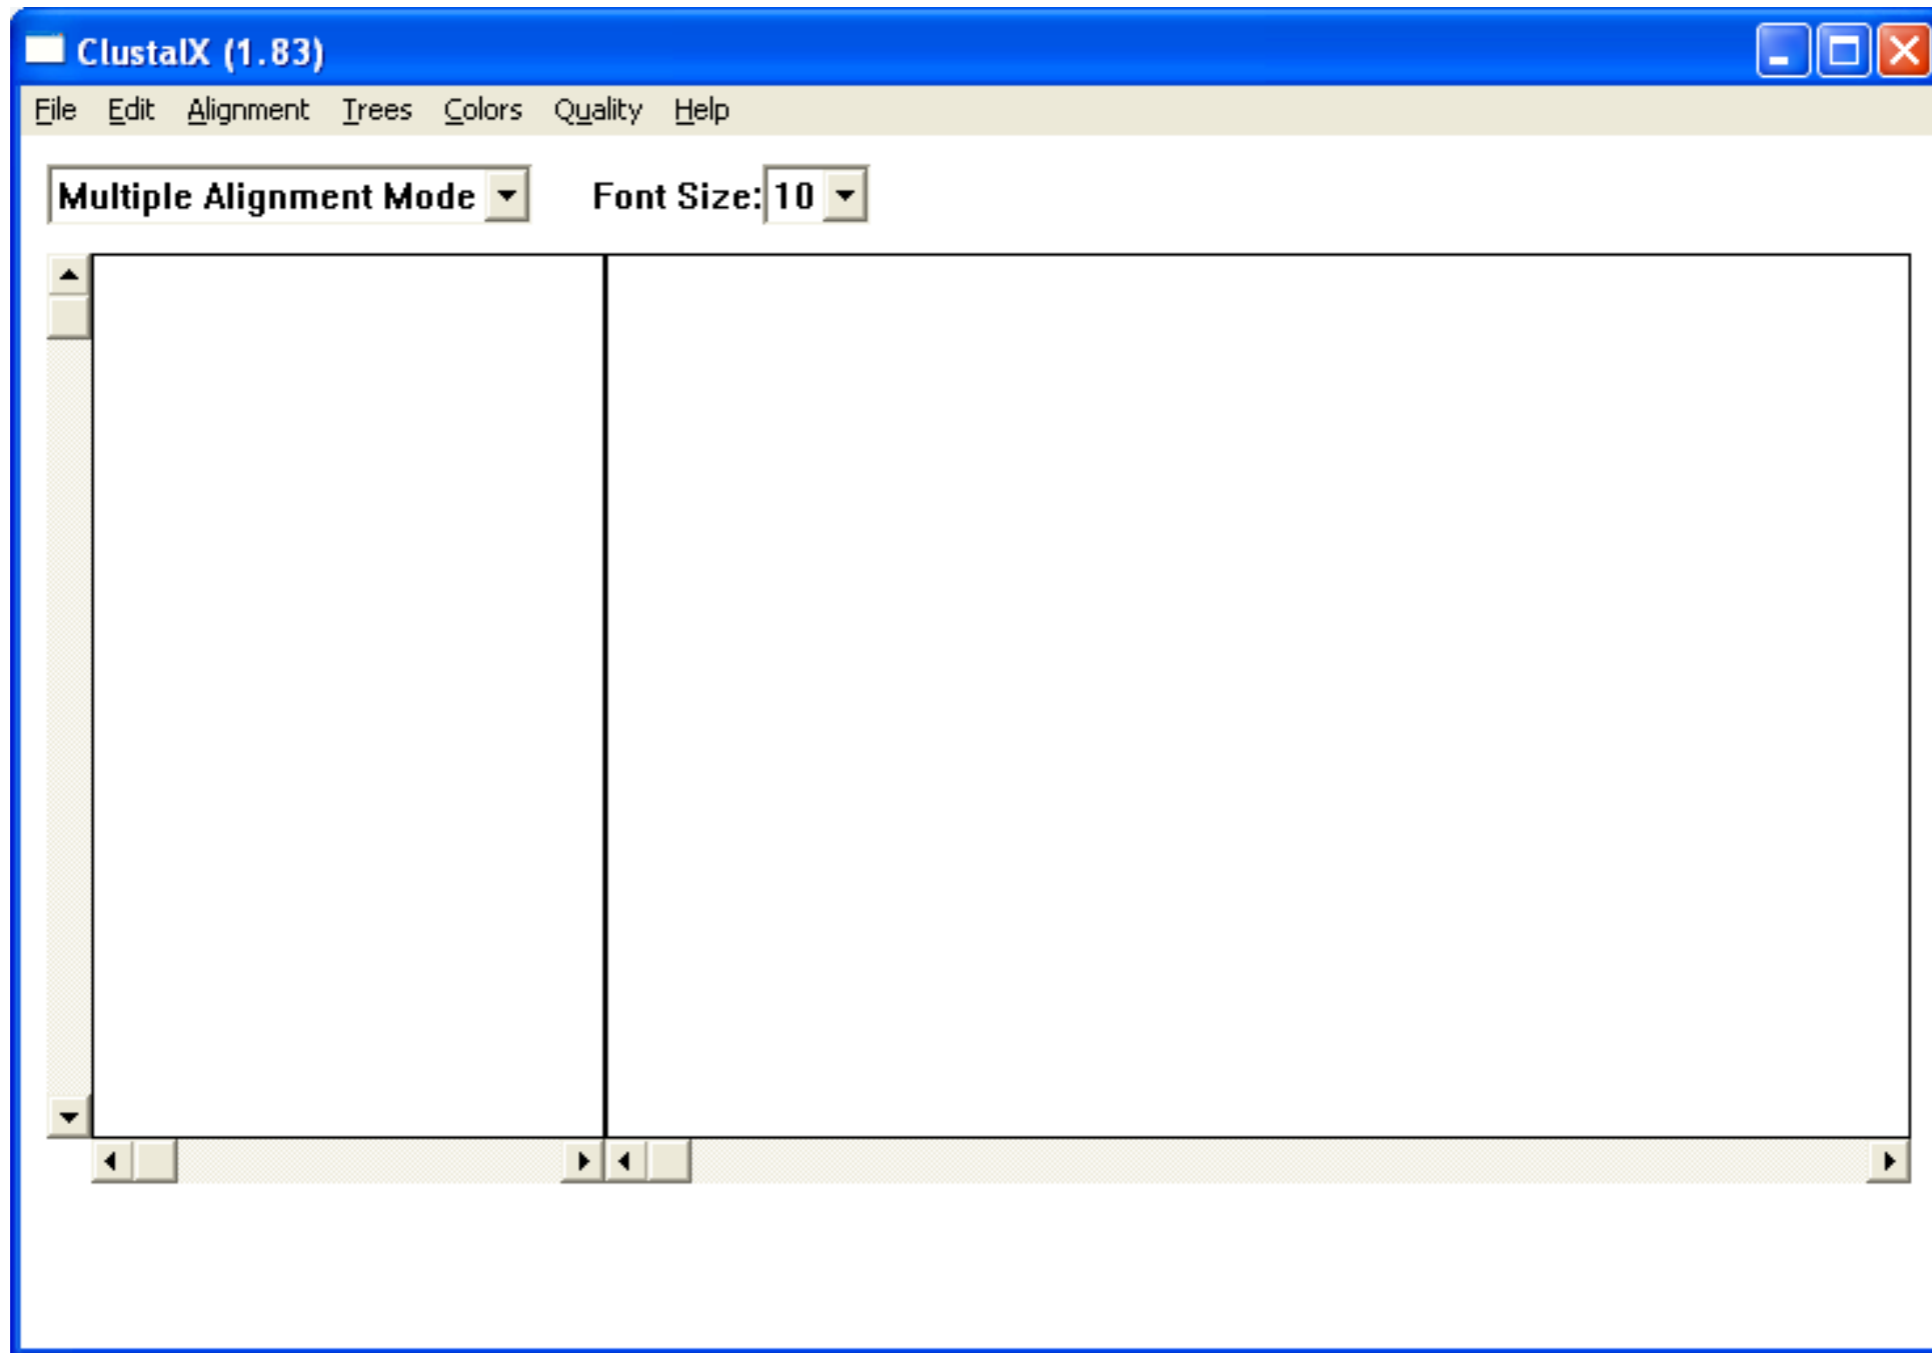 ClustalX (1.83)
File Edit Alignment Trees Colors Quality Help
Multiple Alignment Mode Font Size: 10